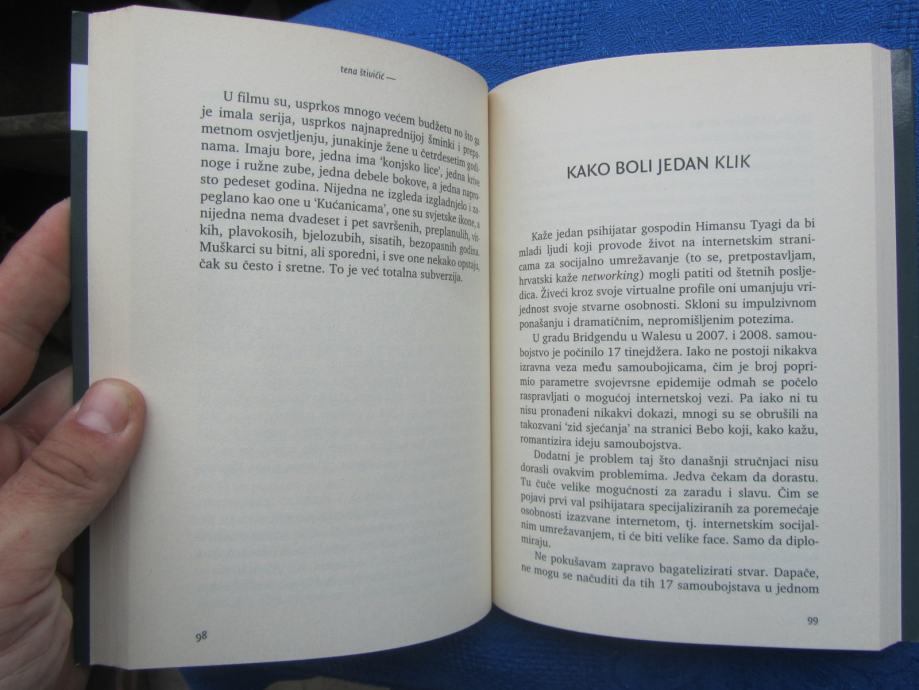 tena štivičić —
U filmu su, usprkos mnogo većem budžetu no što ga
je imala serija, usprkos najnaprednijoj šminki i prepa-
metnom osvjetljenju, junakinje žene u četrdesetim godi-
nama. Imaju bore, jedna ima ‘konjsko lice’, jedna krive
noge i ružne zube, jedna debele bokove, a jedna napro-
sto pedeset godina. Nijedna ne izgleda izgladnjelo i za-
peglano kao one u ‘Kućanicama’, one su svjetske ikone, a
nijedna nema dvadeset i pet savršenih, preplanulih, vit-
kih, plavokosih, bjelozubih, sisatih, bezopasnih godina.
Muškarci su bitni, ali sporedni, i sve one nekako opstaju,
čak su često i sretne. To je već totalna subverzija.
98
KAKO BOLI JEDAN KLIK
Kaže jedan psihijatar gospodin Himansu Tyagi da bi
mladi ljudi koji provode život na internetskim strani-
cama za socijalno umrežavanje (to se, pretpostavljam,
hrvatski kaže networking) mogli patiti od štetnih poslje-
dica. Živeći kroz svoje virtualne profile oni umanjuju vri-
jednost svoje stvarne osobnosti. Skloni su impulzivnom
ponašanju i dramatičnim, nepromišljenim potezima.
U gradu Bridgendu u Walesu u 2007. i 2008. samou-
bojstvo je počinilo 17 tinejdžera. Iako ne postoji nikakva
izravna veza među samoubojicama, čim je broj popri-
mio parametre svojevrsne epidemije odmah se počelo
raspravljati o mogućoj internetskoj vezi. Pa iako ni tu
nisu pronađeni nikakvi dokazi, mnogi su se obrušili na
takozvani ‘zid sjećanja’ na stranici Bebo koji, kako kažu,
romantizira ideju samoubojstva.
Dodatni je problem taj što današnji stručnjaci nisu
dorasli ovakvim problemima. Jedva čekam da dorastu.
Tu čuče velike mogućnosti za zaradu i slavu. Čim se
pojavi prvi val psihijatara specijaliziranih za poremećaje
osobnosti izazvane internetom, tj. internetskim socijal-
nim umrežavanjem, ti će biti velike face. Samo da diplo-
miraju.
Ne pokušavam zapravo bagatelizirati stvar. Dapače,
ne mogu se načuditi da tih 17 samoubojstava u jednom
99